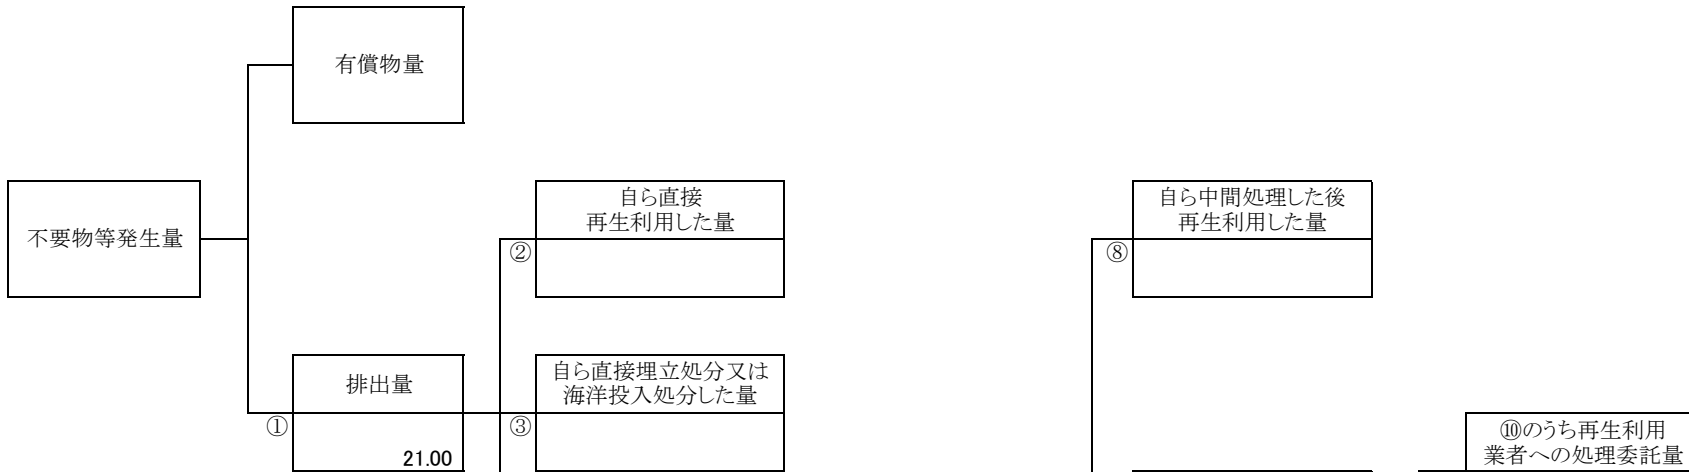 有償物量
不要物等発生量
自ら直接
再生利用した量
②
自ら中間処理した後
再生利用した量
⑧
排出量
①
21.00
自ら直接埋立処分又は
海洋投入処分した量
③
⑩のうち再生利用
業者への処理委託量